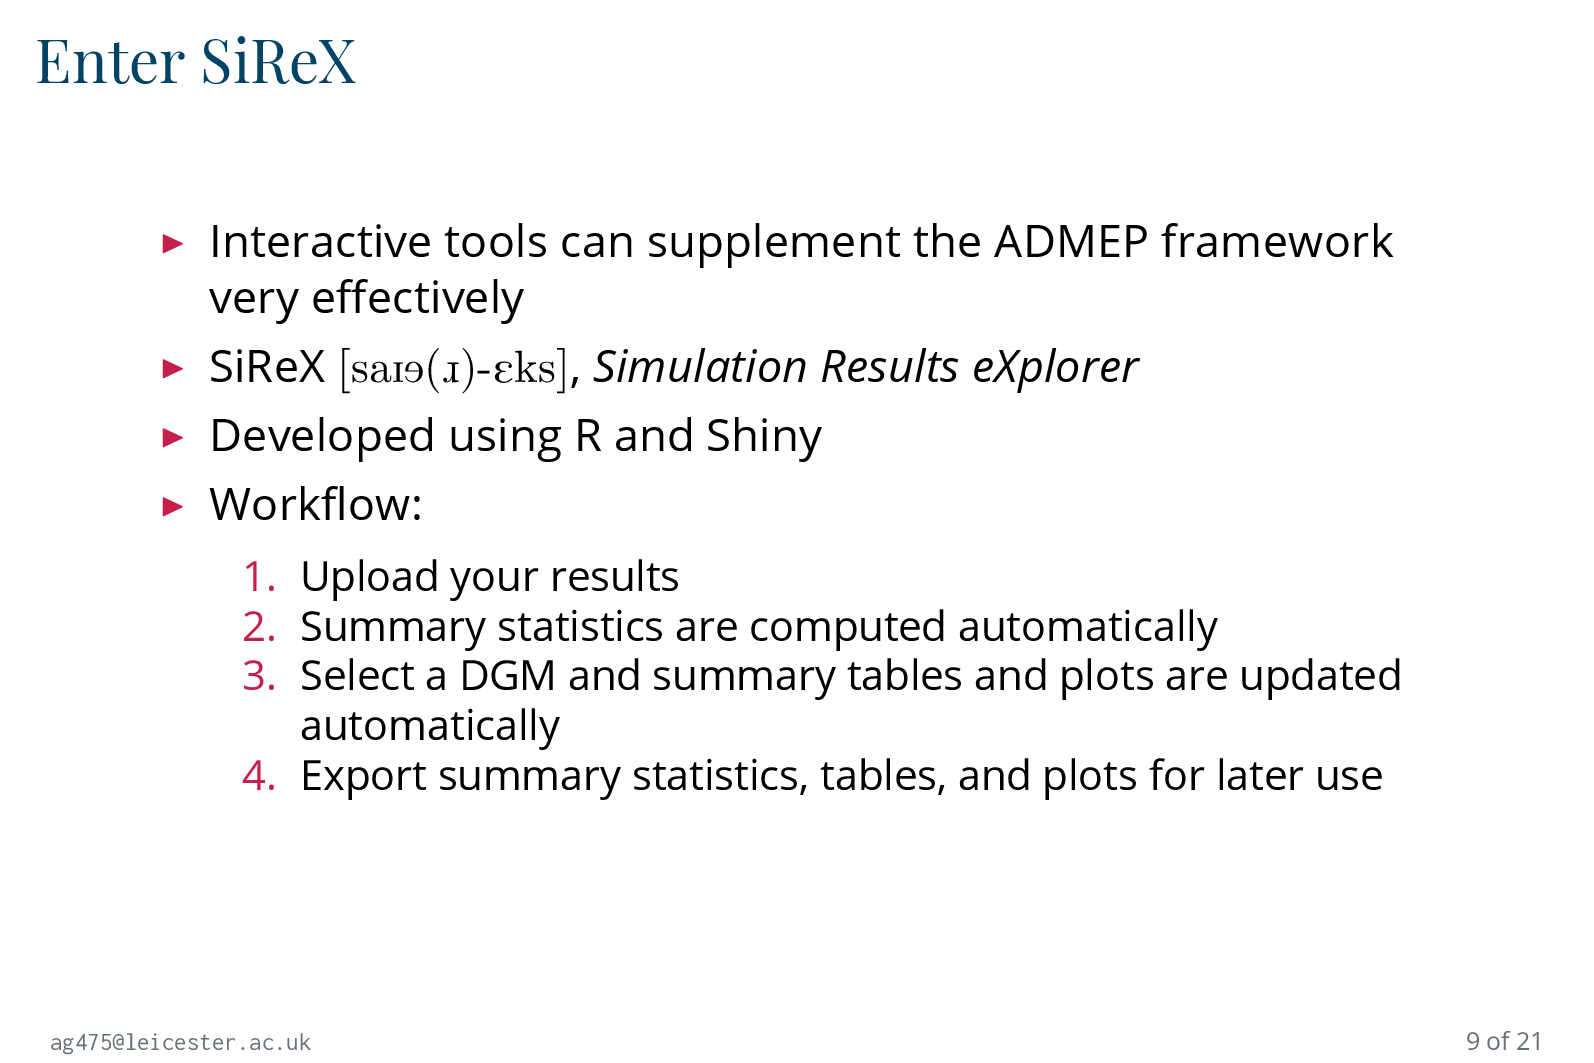 Enter SiReX
▶ Interactive tools can supplement the ADMEP framework
very effectively
▶ SiReX [saɪɘ(ɹ)-ɛks], Simulation Results eXplorer
▶ Developed using R and Shiny
▶ Workflow:
1. Upload your results
2. Summary statistics are computed automatically
3. Select a DGM and summary tables and plots are updated
automatically
4. Export summary statistics, tables, and plots for later use
ag475@leicester.ac.uk
9 of 21